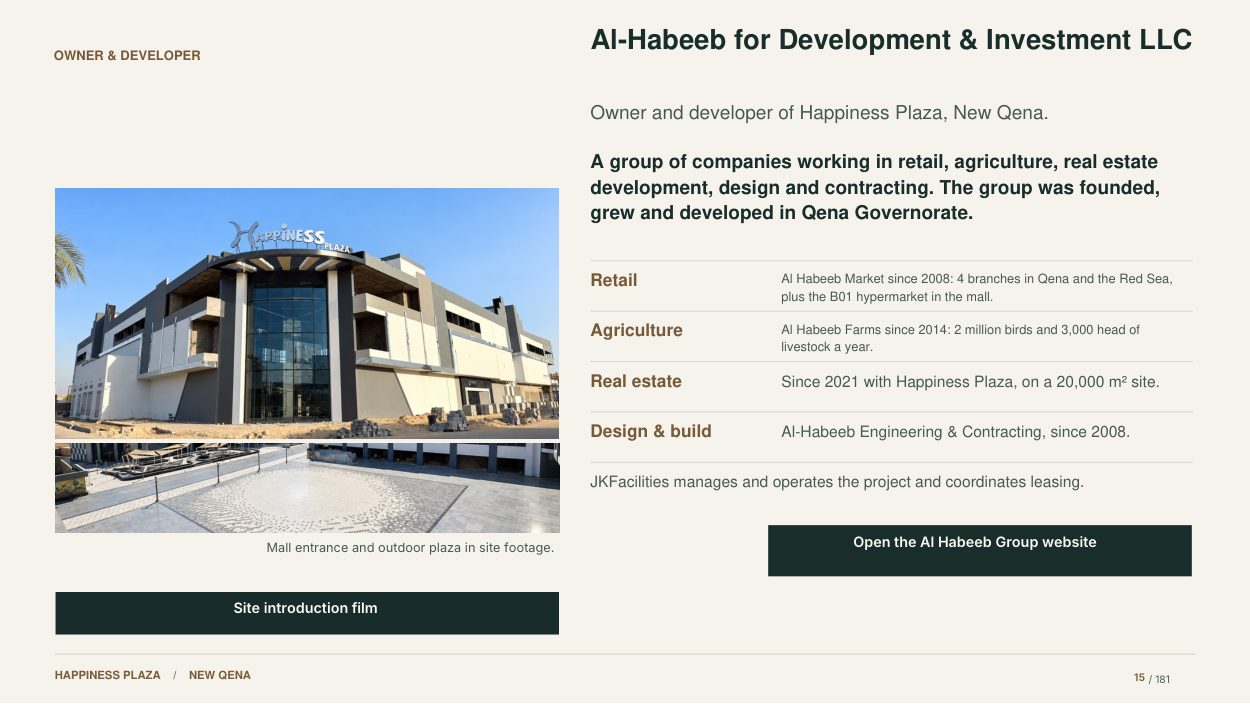 OWNER & DEVELOPER
Al-Habeeb for Development & Investment LLC
Owner and developer of Happiness Plaza, New Qena.
A group of companies working in retail, agriculture, real estate
development, design and contracting. The group was founded,
grew and developed in Qena Governorate.
HAPPINESS
PLAZA
Retail
Al Habeeb Market since 2008: 4 branches in Qena and the Red Sea,
plus the B01 hypermarket in the mall.
Agriculture
Al Habeeb Farms since 2014: 2 million birds and 3,000 head of
livestock a year.
Real estate
Since 2021 with Happiness Plaza, on a 20,000 m² site.
Design & build
Al-Habeeb Engineering & Contracting, since 2008.
JKFacilities manages and operates the project and coordinates leasing.
Mall entrance and outdoor plaza in site footage.
Open the Al Habeeb Group website
Site introduction film
HAPPINESS PLAZA / NEW QENA
15 / 181